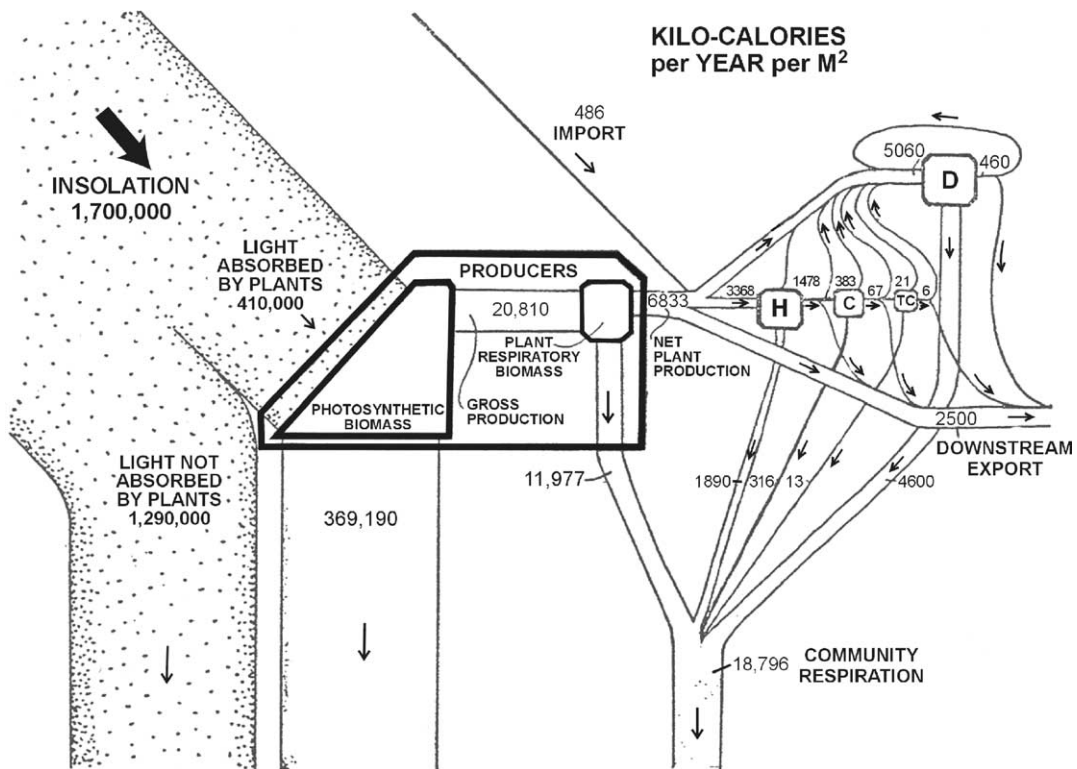 KILO-CALORIES
per YEAR per M²
486
IMPORT
INSOLATION
1,700,000
5060
460
D
LIGHT
ABSORBED
BY PLANTS
410,000
PRODUCERS
20,810
6833
3368
H
1478
383
C
67
21
TC
6
PLANT
RESPIRATORY
BIOMASS
NET
PLANT
PRODUCTION
PHOTOSYNTHETIC
BIOMASS
GROSS
PRODUCTION
2500
DOWNSTREAM
EXPORT
LIGHT NOT
ABSORBED
BY PLANTS
1,290,000
369,190
11,977
1890
316
13
4600
18,796
COMMUNITY
RESPIRATION